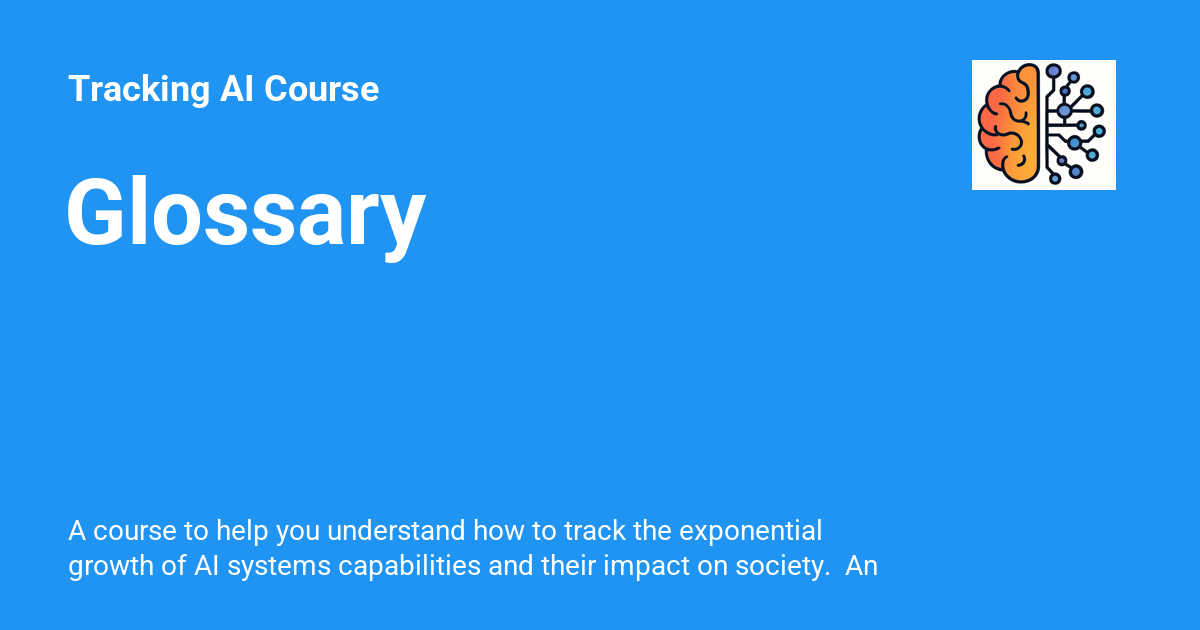 Tracking AI Course
Glossary
A course to help you understand how to track the exponential
growth of AI systems capabilities and their impact on society.  An